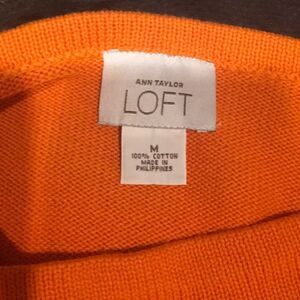 ANN TAYLOR
LOFT
M
100% COTTON
MADE IN
PHILIPPINES